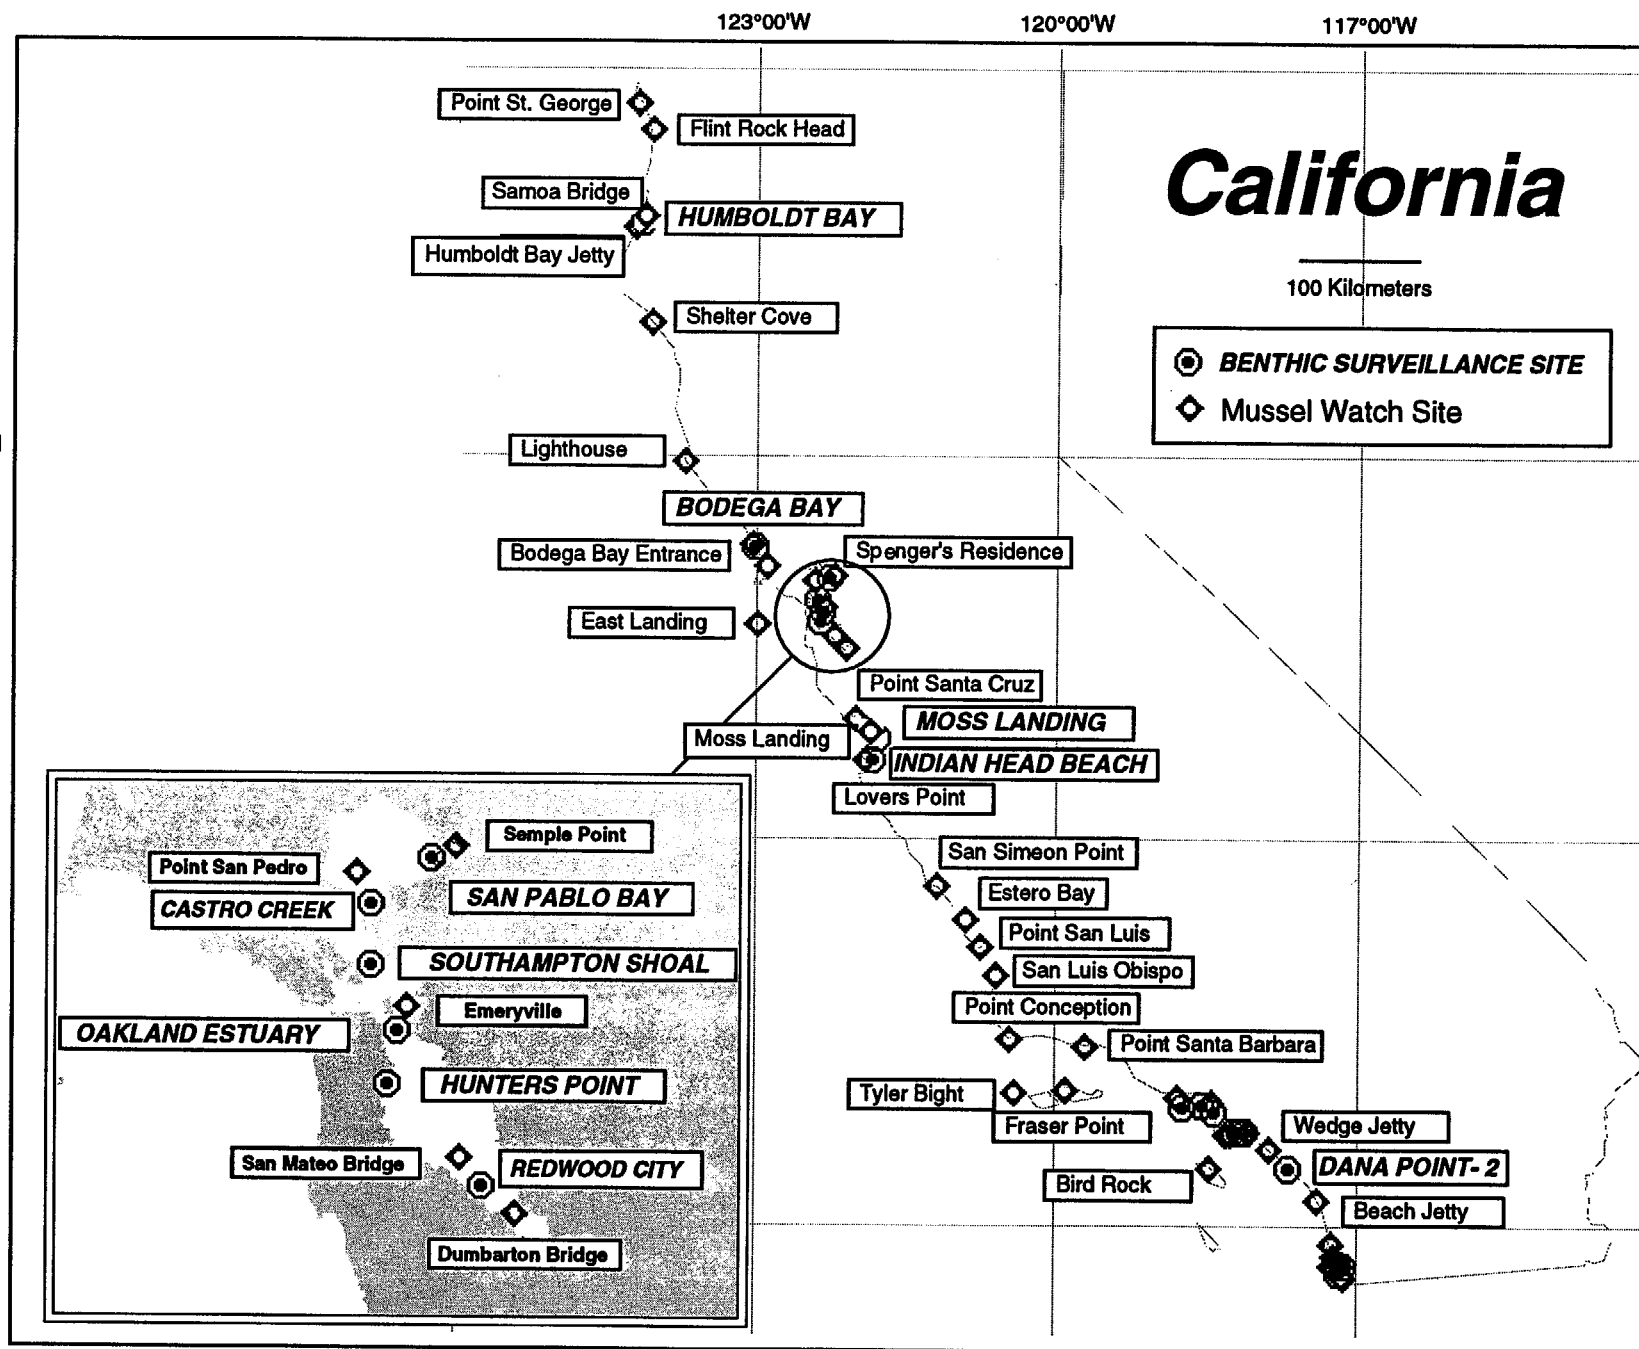 123°00'W 120°00'W 117°00'W
Point St. George
Flint Rock Head
California
Samoa Bridge
HUMBOLDT BAY
Humboldt Bay Jetty
100 Kilometers
Shelter Cove
BENTHIC SURVEILLANCE SITE
Mussel Watch Site
Lighthouse
BODEGA BAY
Bodega Bay Entrance
Spenger's Residence
East Landing
Point Santa Cruz
MOSS LANDING
Moss Landing
INDIAN HEAD BEACH
Lovers Point
San Simeon Point
Estero Bay
Point San Luis
San Luis Obispo
Point Conception
Point Santa Barbara
Tyler Bight
Fraser Point
Wedge Jetty
Bird Rock
DANA POINT- 2
Beach Jetty
Semple Point
Point San Pedro
SAN PABLO BAY
CASTRO CREEK
SOUTHAMPTON SHOAL
Emeryville
OAKLAND ESTUARY
HUNTERS POINT
San Mateo Bridge
REDWOOD CITY
Dumbarton Bridge